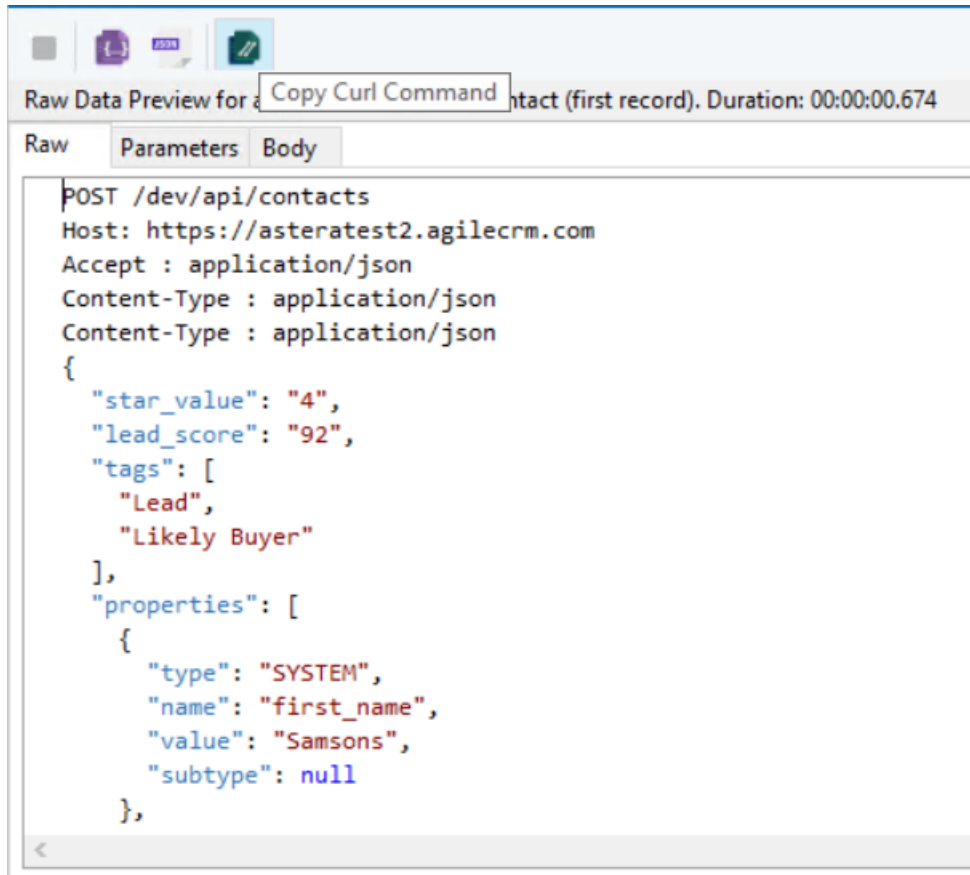 JSON
Copy Curl Command
Raw Data Preview for a ntact (first record). Duration: 00:00:00.674
Raw Parameters Body
POST /dev/api/contacts
Host: https://asteratest2.agilecrm.com
Accept : application/json
Content-Type : application/json
Content-Type : application/json
{
"star_value": "4",
"lead_score": "92",
"tags": [
"Lead",
"Likely Buyer"
],
"properties": [
{
"type": "SYSTEM",
"name": "first_name",
"value": "Samsons",
"subtype": null
},